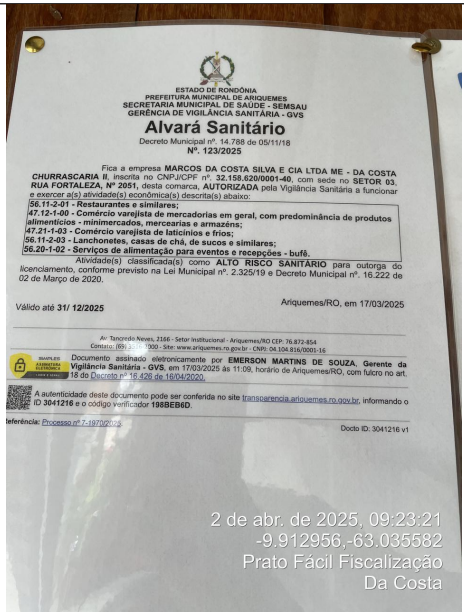 ESTADO DE RONDÔNIA
PREFEITURA MUNICIPAL DE ARIQUEMES
SECRETARIA MUNICIPAL DE SAÚDE - SEMSAU
GERÊNCIA DE VIGILÂNCIA SANITÁRIA - GVS
Alvará Sanitário
Decreto Municipal nº. 14.788 de 05/11/18
Nº. 123/2025
Fica a empresa MARCOS DA COSTA SILVA E CIA LTDA ME - DA COSTA
CHURRASCARIA II, inscrita no CNPJ/CPF nº. 32.158.620/0001-40, com sede no SETOR 03,
RUA FORTALEZA, Nº 2051, desta comarca, AUTORIZADA pela Vigilância Sanitária a funcionar
e exercer a(s) atividade(s) econômica(s) descrita(s) abaixo:
56.11-2-01 - Restaurantes e similares;
47.12-1-00 - Comércio varejista de mercadorias em geral, com predominância de produtos
alimentícios - minimercados, mercearias e armazéns;
47.21-1-03 - Comércio varejista de laticínios e frios;
56.11-2-03 - Lanchonetes, casas de chá, de sucos e similares;
56.20-1-02 - Serviços de alimentação para eventos e recepções - bufê.
Atividade(s) classificada(s) como ALTO RISCO SANITÁRIO para outorga do
licenciamento, conforme previsto na Lei Municipal nº. 2.325/19 e Decreto Municipal nº. 16.222 de
02 de Março de 2020.
Ariquemes/RO, em 17/03/2025
Válido até 31/ 12/2025
Av. Tancredo Neves, 2166 - Setor Institucional - Ariquemes/RO CEP: 76.872-854
Contato: (69) 000 - Site: www.ariquemes.ro.gov.br - CNPJ: 04.104.816/0001-16
ASSINATURA
ELETRÔNICA
Documento assinado eletronicamente por EMERSON MARTINS DE SOUZA, Gerente da
Vigilância Sanitária - GVS, em 17/03/2025 às 11:09, horário de Ariquemes/RO, com fulcro no art.
18 do Decreto nº 16.426 de 16/04/2020.
A autenticidade deste documento pode ser conferida no site transparencia.ariquemes.ro.gov.br, informando o
ID 3041216 e o código verificador 198BEB6D.
eferência: Processo nº 7-1970/2025.
Docto ID: 3041216 v1
2 de abr. de 2025, 09:23:21
-9.912956,-63.035582
Prato Fácil Fiscalização
Da Costa